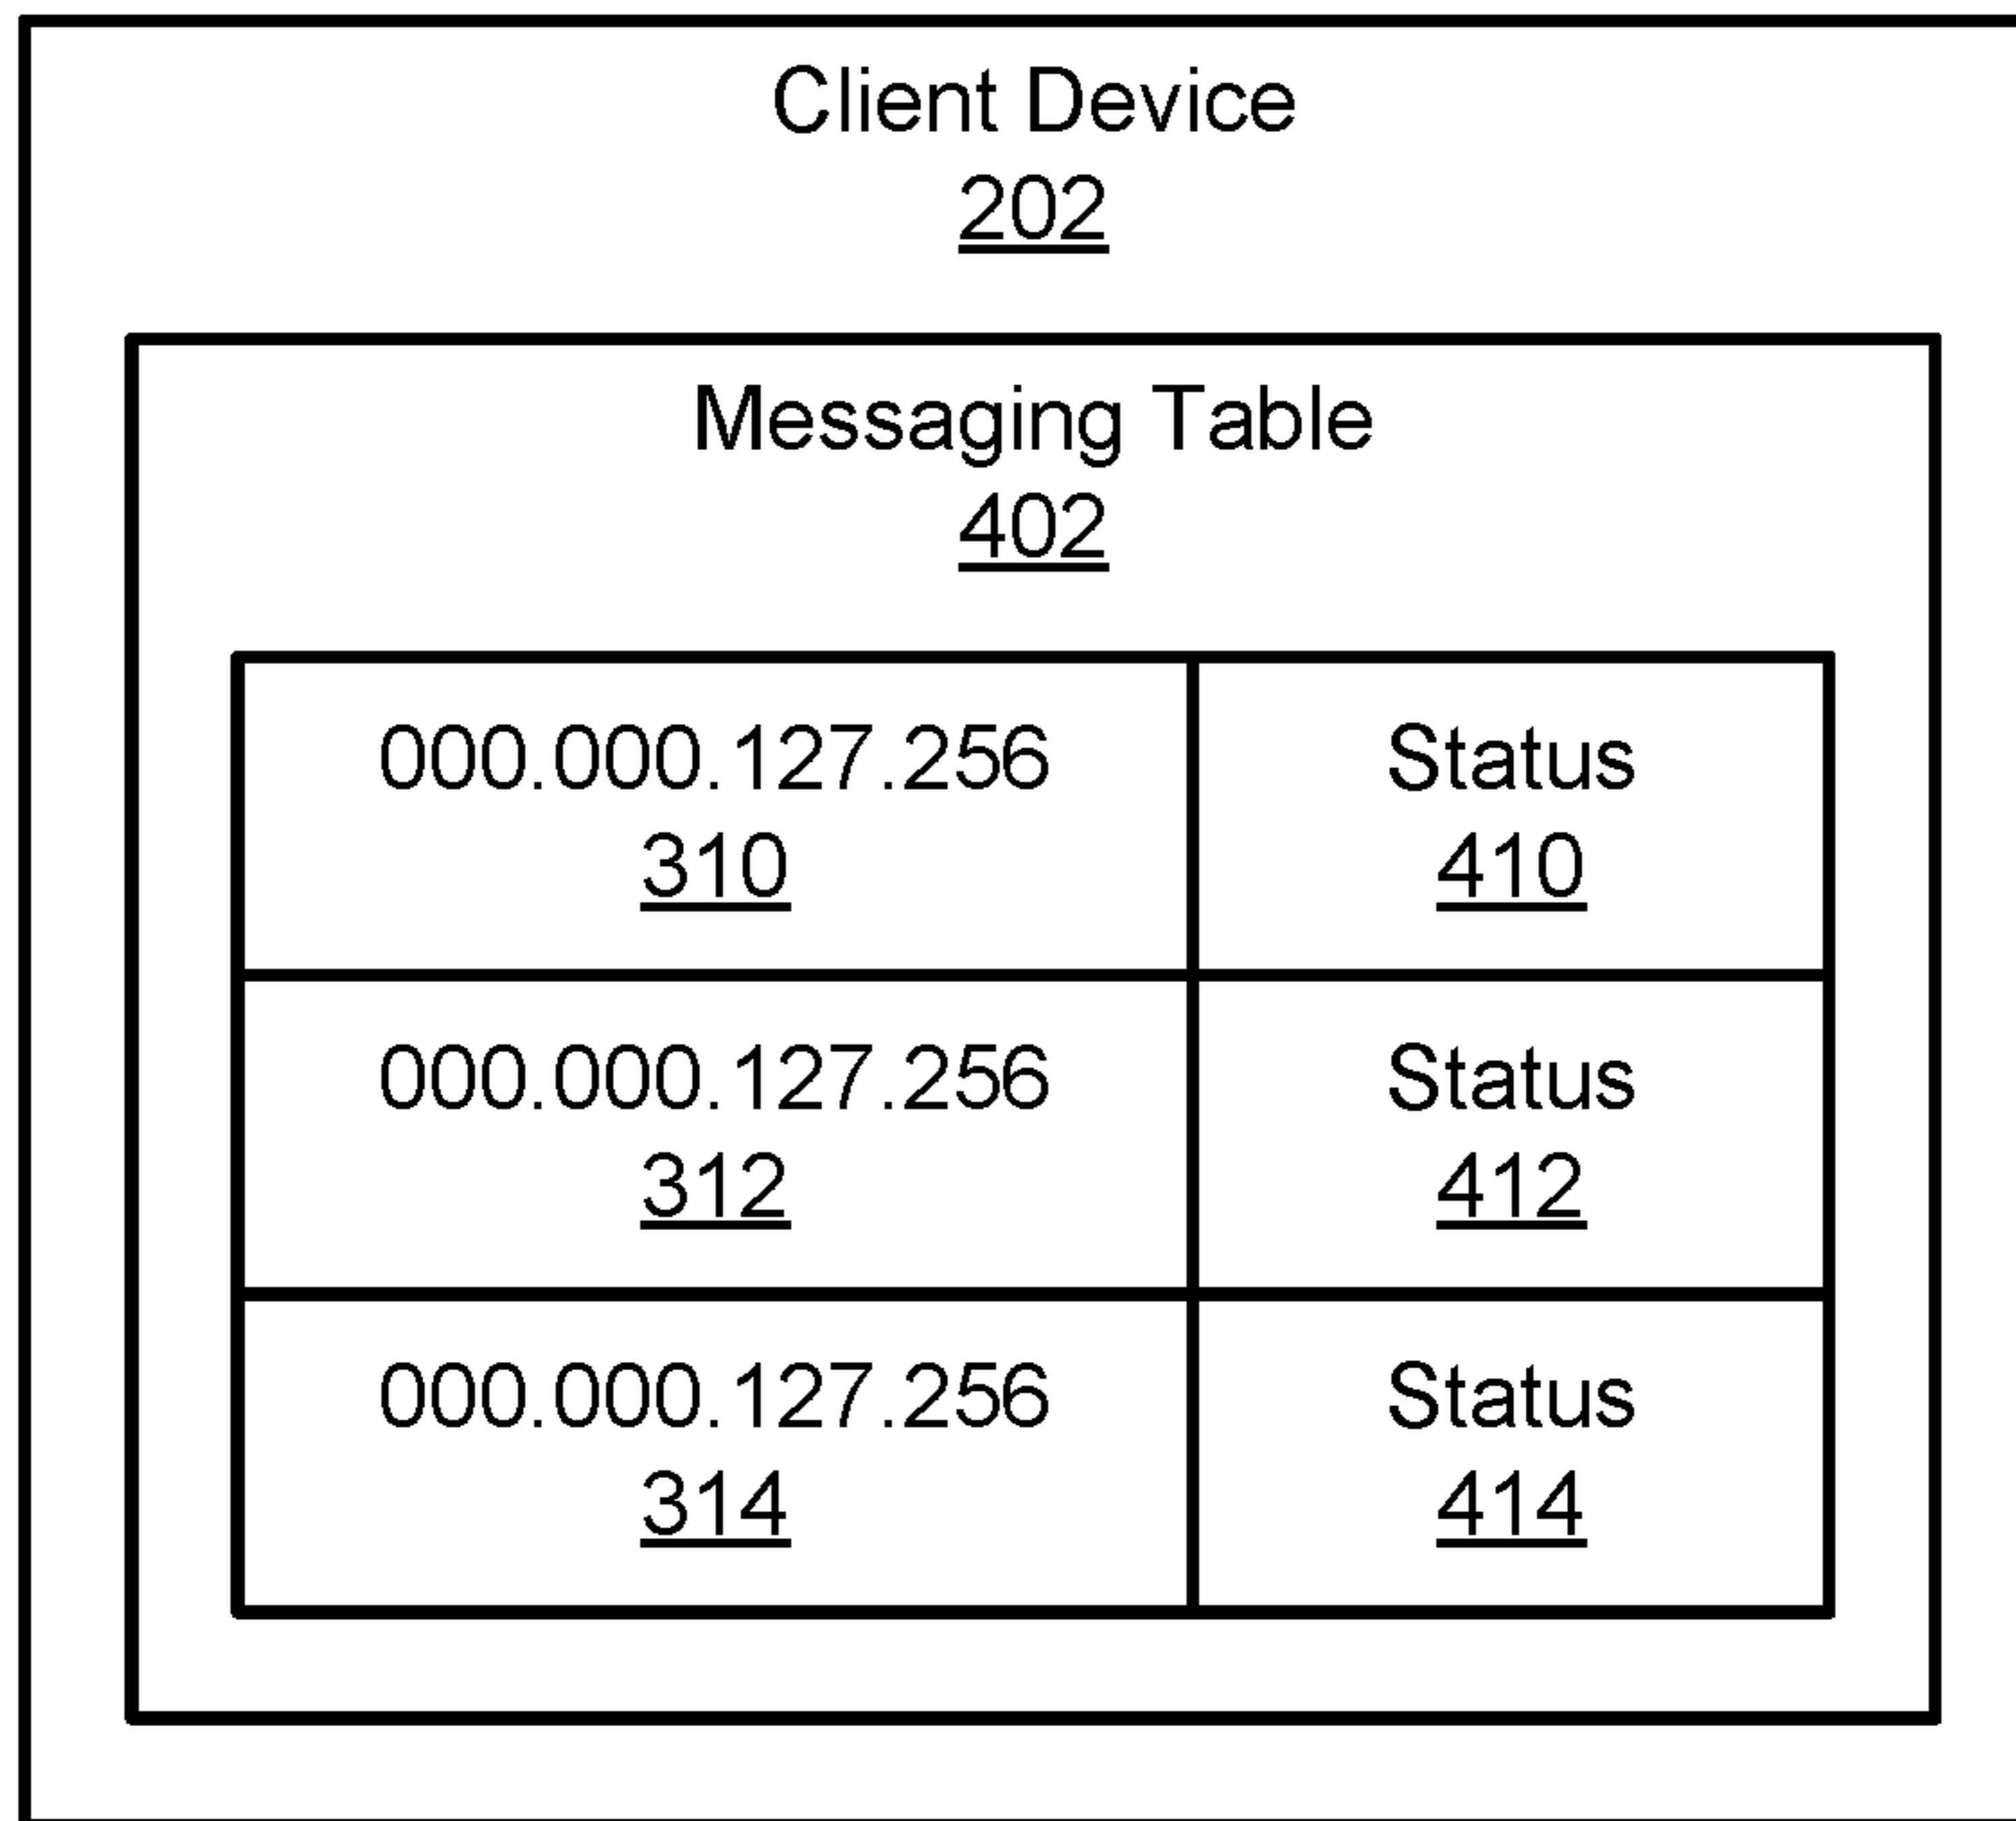 Client Device
202
Messaging Table
402
000.000.127.256
310
Status
410
000.000.127.256
312
Status
412
000.000.127.256
314
Status
414